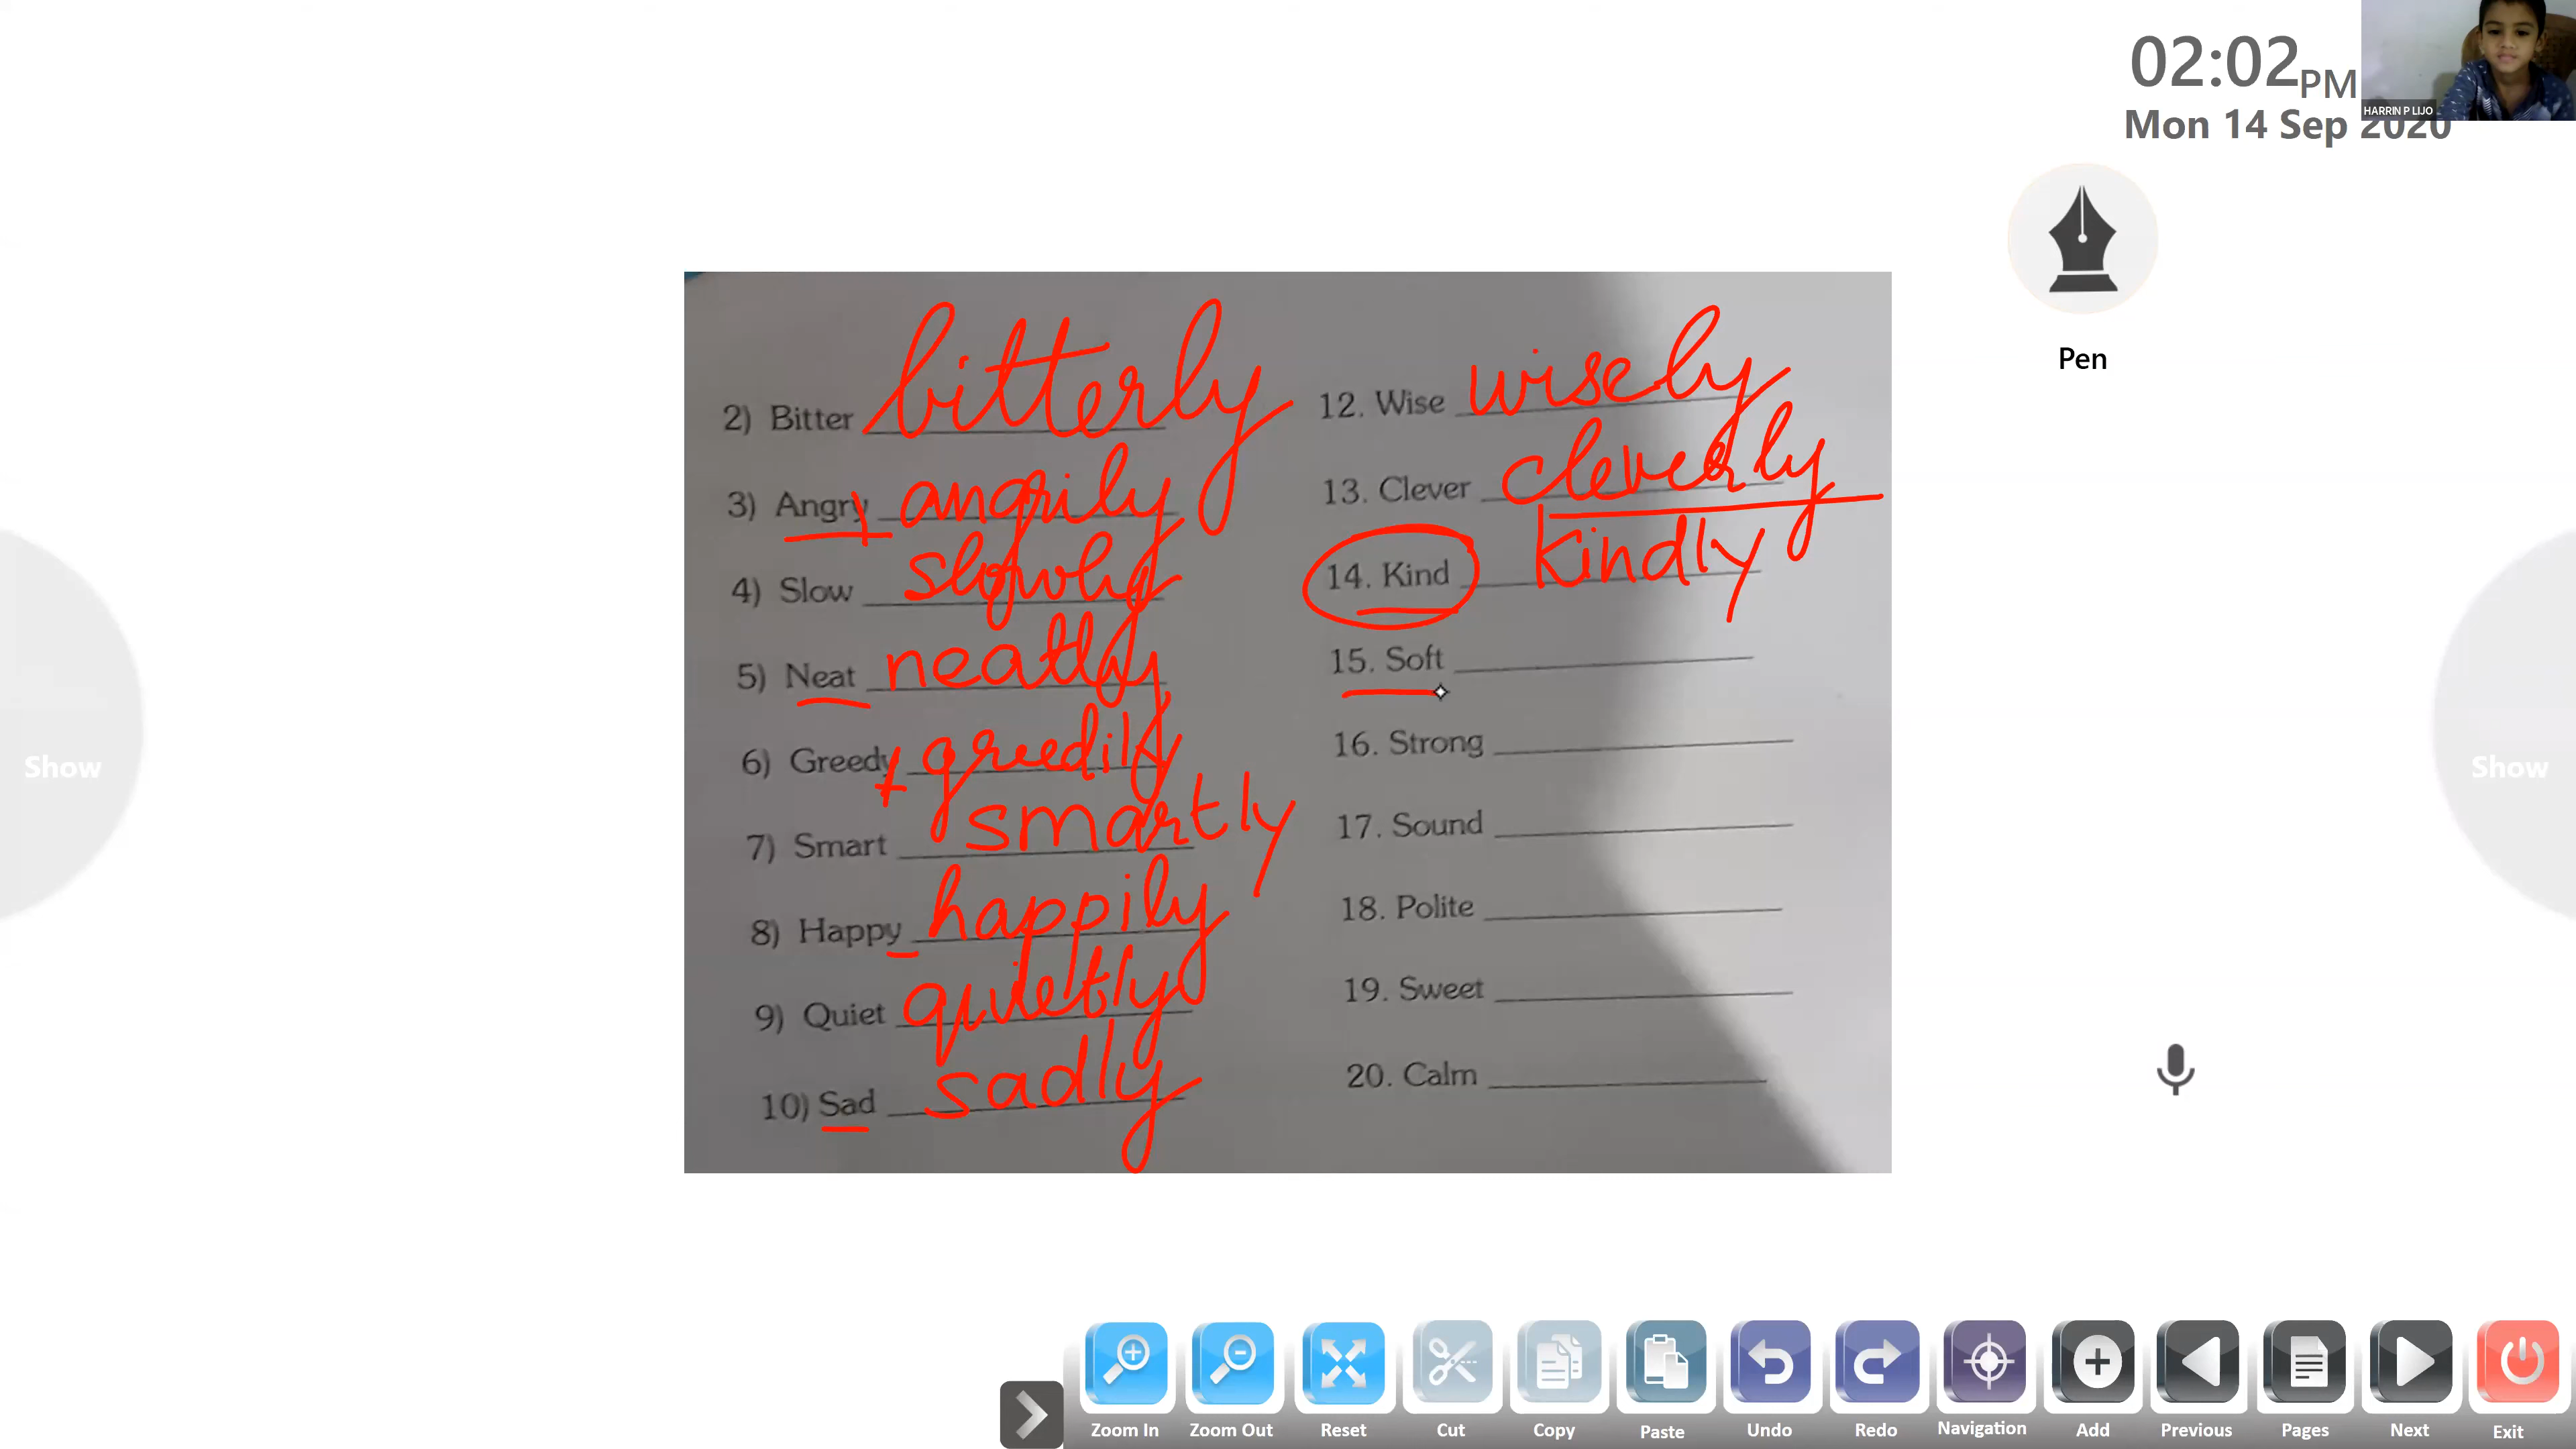 02:02 PM
HARRIN P LIJO
Mon 14 Sep 2020
Pen
2) Bitter bitterly
3) Angry angrily
4) Slow slowly
5) Neat neatly
6) Greedy greedily
7) Smart smartly
8) Happy happily
9) Quiet quietly
10) Sad sadly
12. Wise wisely
13. Clever cleverly
14. Kind kindly
15. Soft
16. Strong
17. Sound
18. Polite
19. Sweet
20. Calm
Show
Show
Zoom In Zoom Out Reset Cut Copy Paste Undo Redo Navigation Add Previous Pages Next Exit